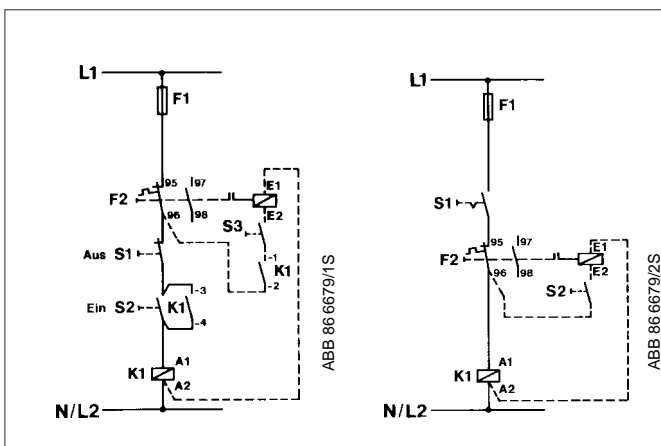 L1
F1
95
97
E1
F2
96
98
E2
S3
Aus S1
-1
K1
-2
-3
Ein S2
K1
-4
A1
K1
A2
N/L2
ABB 86 6679/1S
L1
F1
S1
95
97
E1
F2
96
98
E2
S2
A1
K1
A2
N/L2
ABB 86 6679/2S